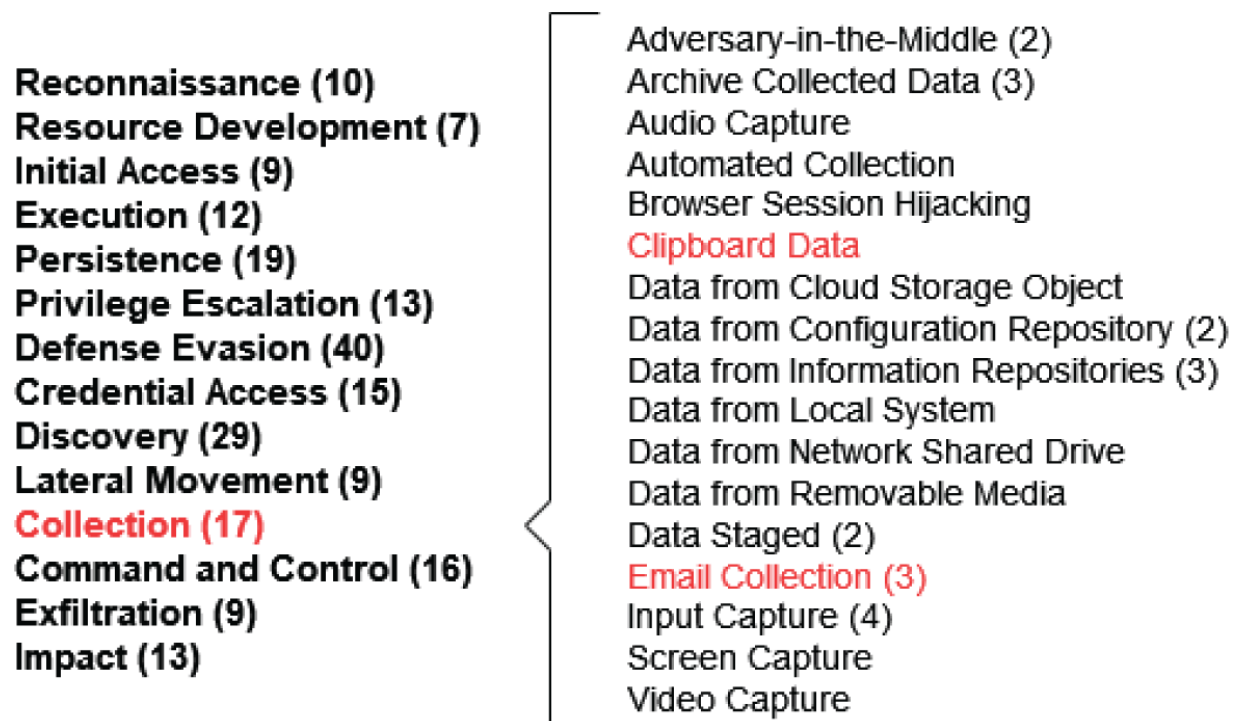 Reconnaissance (10)
Resource Development (7)
Initial Access (9)
Execution (12)
Persistence (19)
Privilege Escalation (13)
Defense Evasion (40)
Credential Access (15)
Discovery (29)
Lateral Movement (9)
Collection (17)
Command and Control (16)
Exfiltration (9)
Impact (13)
Adversary-in-the-Middle (2)
Archive Collected Data (3)
Audio Capture
Automated Collection
Browser Session Hijacking
Clipboard Data
Data from Cloud Storage Object
Data from Configuration Repository (2)
Data from Information Repositories (3)
Data from Local System
Data from Network Shared Drive
Data from Removable Media
Data Staged (2)
Email Collection (3)
Input Capture (4)
Screen Capture
Video Capture